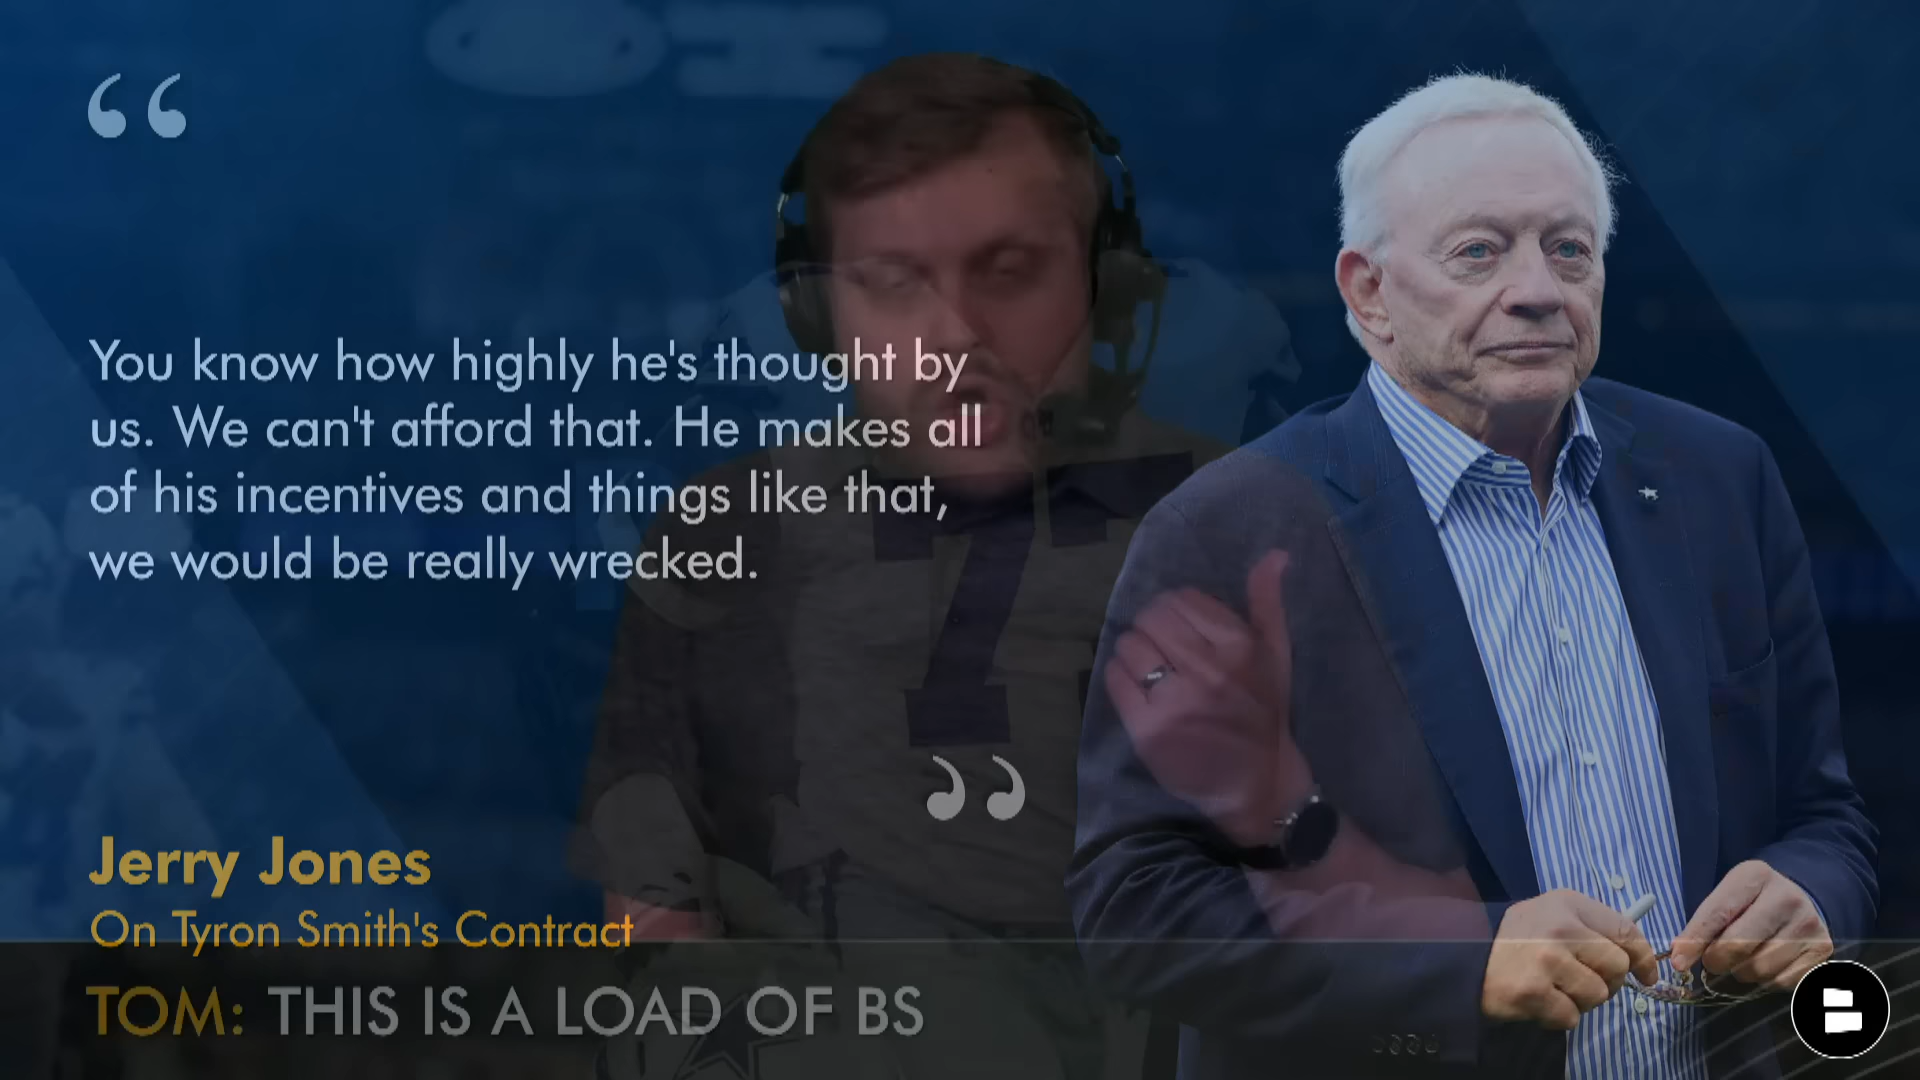 “
You know how highly he's thought by
us. We can't afford that. He makes all
of his incentives and things like that,
we would be really wrecked.
”
Jerry Jones
On Tyron Smith's Contract
TOM: THIS IS A LOAD OF BS